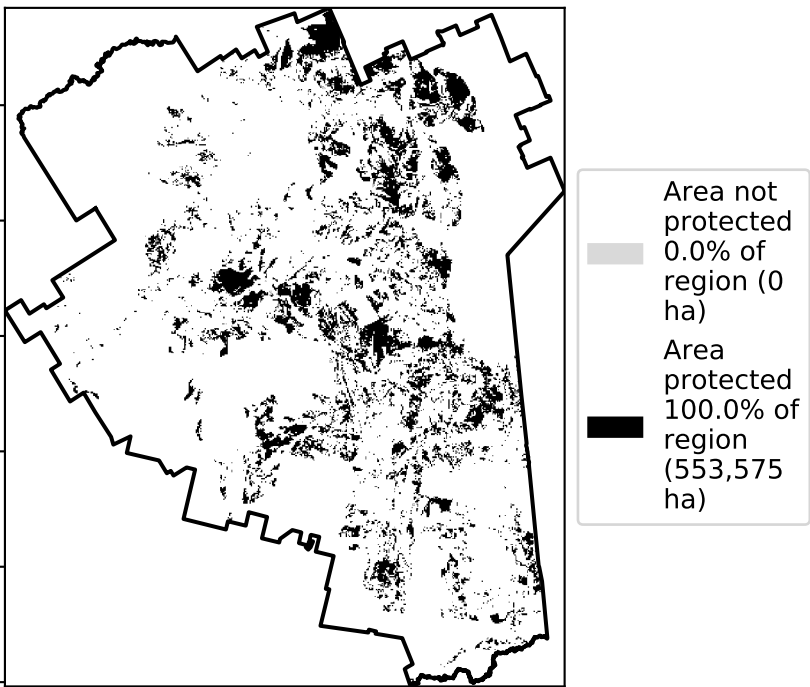 Area not
protected
0.0% of
region (0
ha)
Area
protected
100.0% of
region
(553,575
ha)